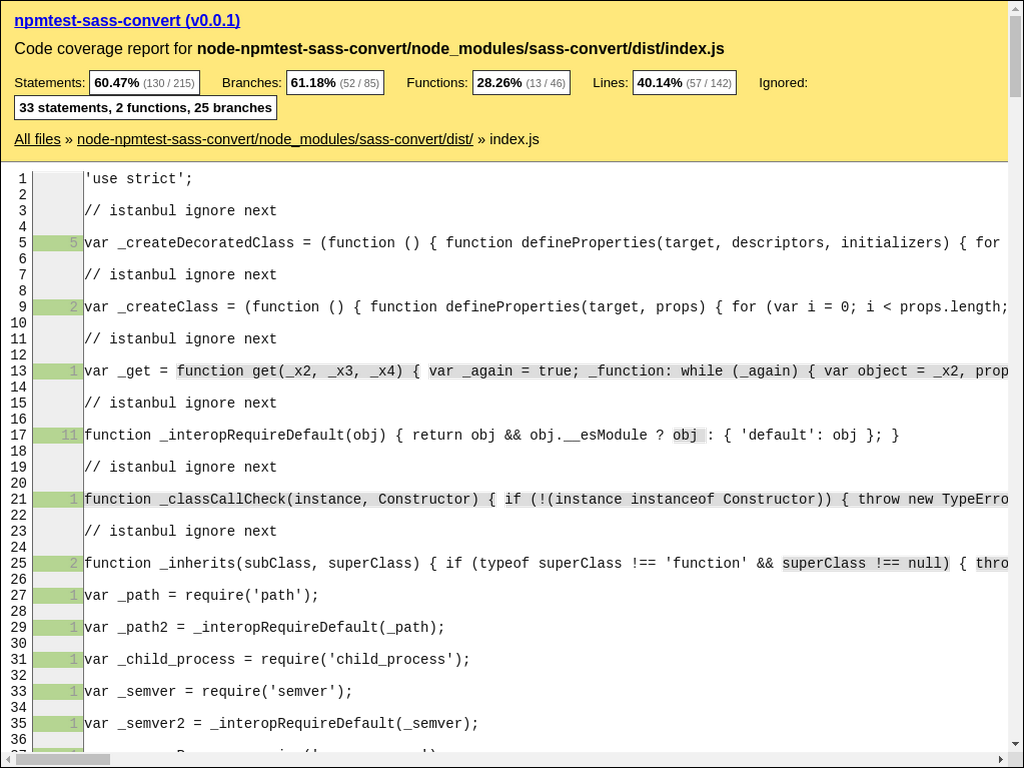 npmtest-sass-convert (v0.0.1)
Code coverage report for node-npmtest-sass-convert/node_modules/sass-convert/dist/index.js
Statements: 60.47% (130 / 215) Branches: 61.18% (52 / 85) Functions: 28.26% (13 / 46) Lines: 40.14% (57 / 142) Ignored:
33 statements, 2 functions, 25 branches
All files » node-npmtest-sass-convert/node_modules/sass-convert/dist/ » index.js
1 'use strict';
2
3 // istanbul ignore next
4
5 5 var _createDecoratedClass = (function () { function defineProperties(target, descriptors, initializers) { for
6
7 // istanbul ignore next
8
9 2 var _createClass = (function () { function defineProperties(target, props) { for (var i = 0; i < props.length;
10
11 // istanbul ignore next
12
13 1 var _get = function get(_x2, _x3, _x4) { var _again = true; _function: while (_again) { var object = _x2, prop
14
15 // istanbul ignore next
16
17 11 function _interopRequireDefault(obj) { return obj && obj.__esModule ? obj : { 'default': obj }; }
18
19 // istanbul ignore next
20
21 1 function _classCallCheck(instance, Constructor) { if (!(instance instanceof Constructor)) { throw new TypeErro
22
23 // istanbul ignore next
24
25 2 function _inherits(subClass, superClass) { if (typeof superClass !== 'function' && superClass !== null) { thro
26
27 1 var _path = require('path');
28
29 1 var _path2 = _interopRequireDefault(_path);
30
31 1 var _child_process = require('child_process');
32
33 1 var _semver = require('semver');
34
35 1 var _semver2 = _interopRequireDefault(_semver);
36